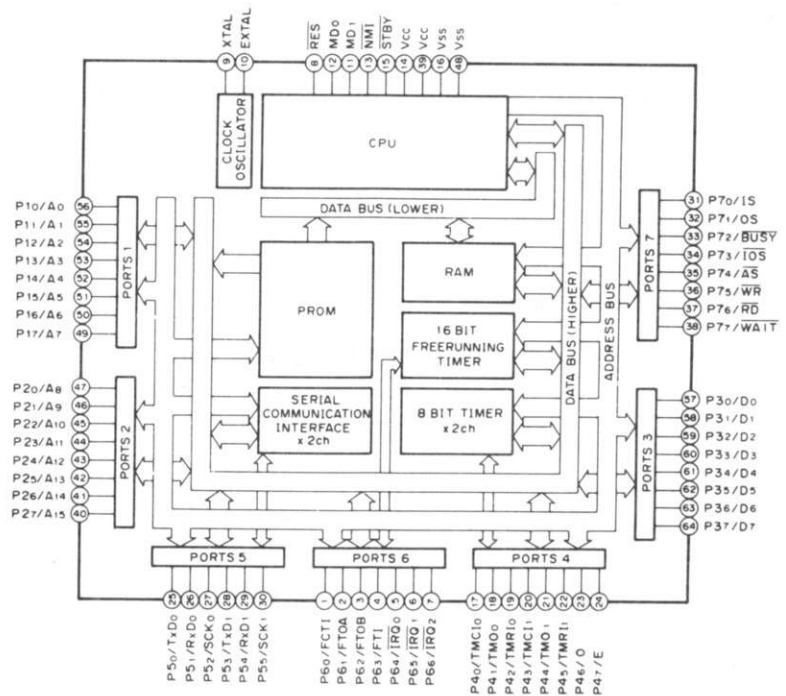 XTAL
EXTAL
RES
MD0
MD1
NMI
STBY
Vcc
Vcc
Vss
Vss
9
10
8
12
11
13
15
14
39
16
48
CLOCK
OSCILLATOR
CPU
DATA BUS (LOWER)
PROM
RAM
16 BIT
FREERUNNING
TIMER
SERIAL
COMMUNICATION
INTERFACE
x 2ch
8 BIT TIMER
x 2ch
DATA BUS (HIGHER)
ADDRESS BUS
P10/A0 56
P11/A1 55
P12/A2 54
P13/A3 53
P14/A4 52
P15/A5 51
P16/A6 50
P17/A7 49
PORTS 1
P20/A8 47
P21/A9 46
P22/A10 45
P23/A11 44
P24/A12 43
P25/A13 42
P26/A14 41
P27/A15 40
PORTS 2
PORTS 7
31 P70/IS
32 P71/OS
33 P72/BUSY
34 P73/IOS
35 P74/AS
36 P75/WR
37 P76/RD
38 P77/WAIT
PORTS 3
57 P30/D0
58 P31/D1
59 P32/D2
60 P33/D3
61 P34/D4
62 P35/D5
63 P36/D6
64 P37/D7
PORTS 5
25 P50/TxD0
26 P51/RxD0
27 P52/SCK0
28 P53/TxD1
29 P54/RxD1
30 P55/SCK1
PORTS 6
1 P60/FCTI
2 P61/FTOA
3 P62/FTOB
4 P63/FTI
5 P64/IRQ0
6 P65/IRQ1
7 P66/IRQ2
PORTS 4
17 P40/TMCI0
18 P41/TMO0
19 P42/TMRI0
20 P43/TMCI1
21 P44/TMO1
22 P45/TMRI1
23 P46/O
24 P47/E